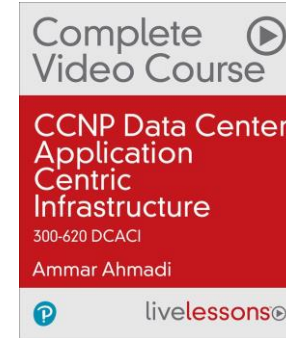 Complete
Video Course
CCNP Data Center
Application
Centric
Infrastructure
300-620 DCACI
Ammar Ahmadi
livelessons